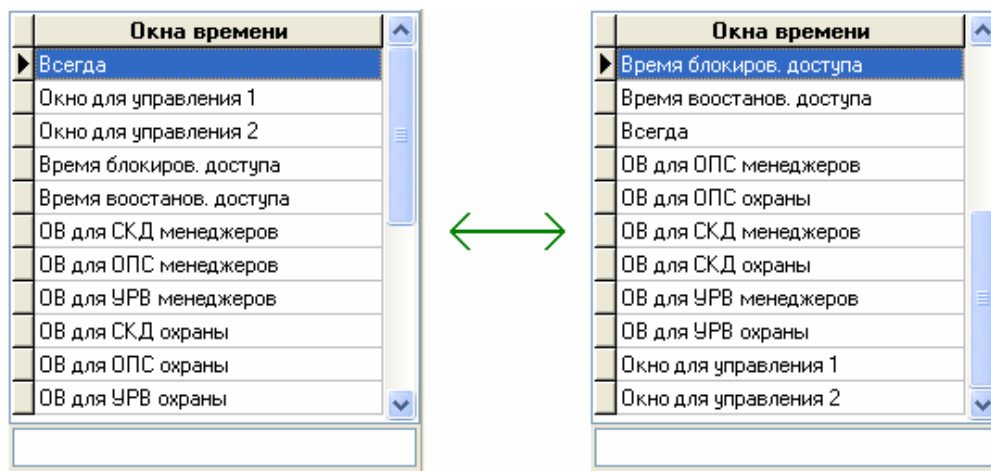 Окна времени
Всегда
Окно для управления 1
Окно для управления 2
Время блокиров. доступа
Время воостанов. доступа
ОВ для СКД менеджеров
ОВ для ОПС менеджеров
ОВ для УРВ менеджеров
ОВ для СКД охраны
ОВ для ОПС охраны
ОВ для УРВ охраны
Окна времени
Время блокиров. доступа
Время воостанов. доступа
Всегда
ОВ для ОПС менеджеров
ОВ для ОПС охраны
ОВ для СКД менеджеров
ОВ для СКД охраны
ОВ для УРВ менеджеров
ОВ для УРВ охраны
Окно для управления 1
Окно для управления 2